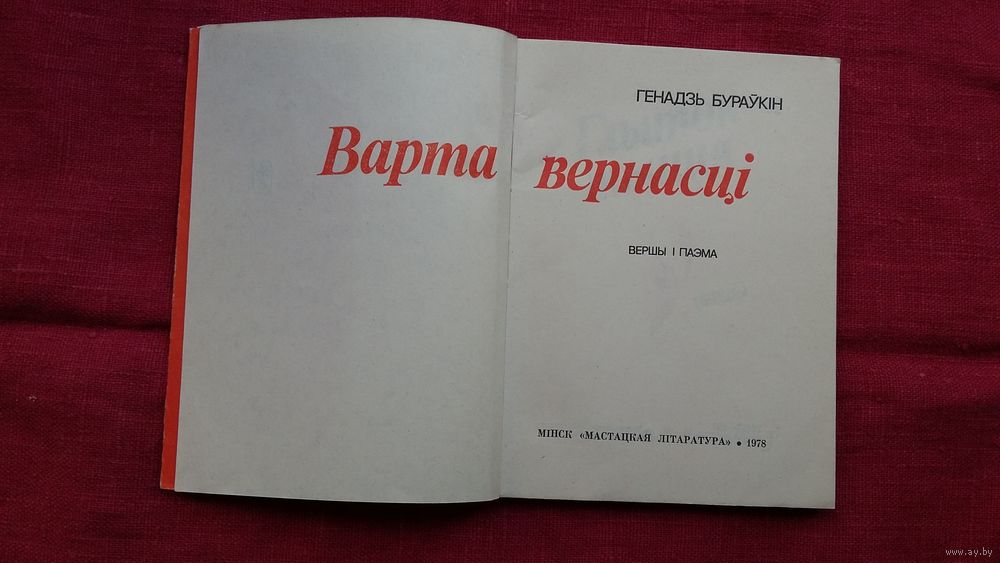 ГЕНАДЗЬ БУРАЎКІН
Варта вернасці
ВЕРШЫ І ПАЭМА
МІНСК «МАСТАЦКАЯ ЛІТАРАТУРА» • 1978
www.ay.by